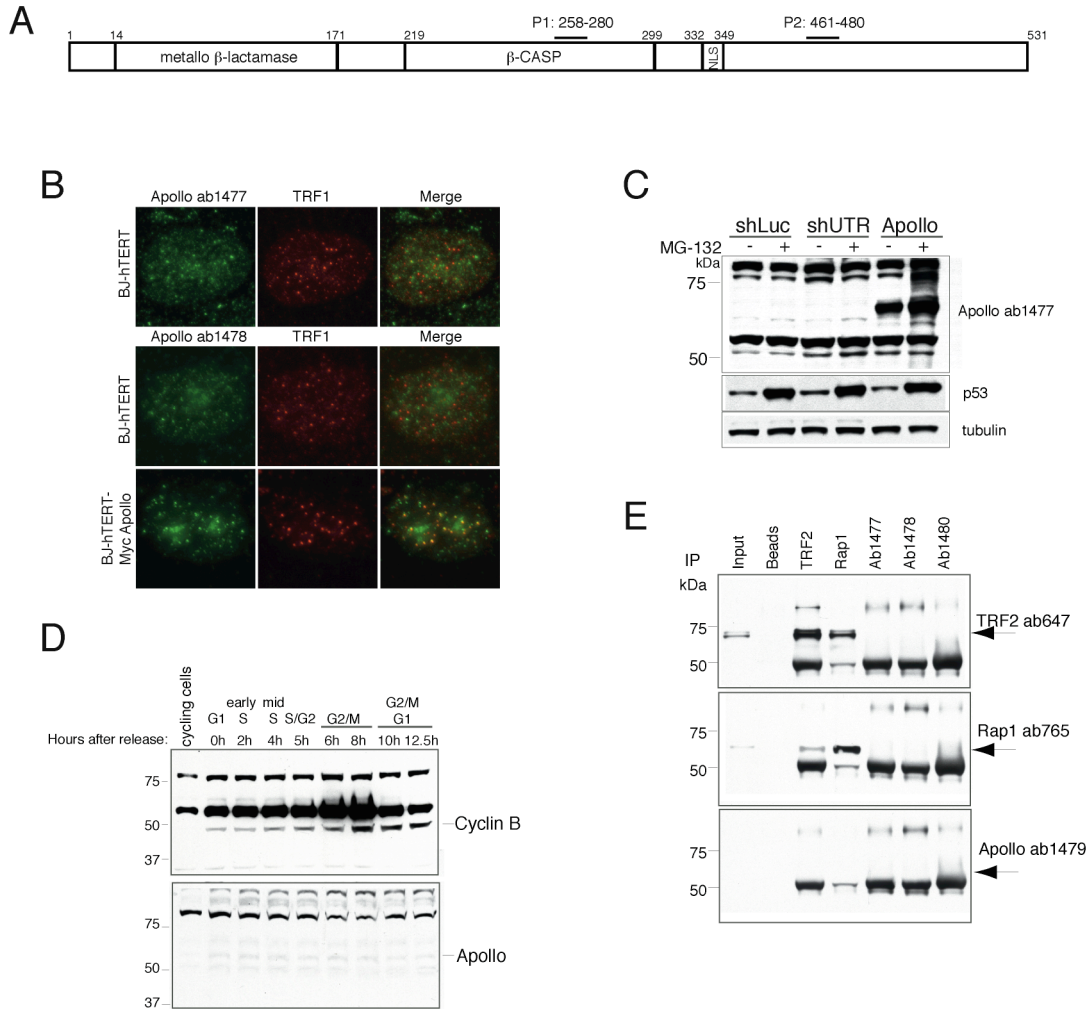 A
P1: 258-280
P2: 461-480
1 14 171 219 299 332 349 531
metallo β-lactamase
β-CASP
NLS
B
Apollo ab1477 TRF1 Merge
BJ-hTERT
Apollo ab1478 TRF1 Merge
BJ-hTERT
BJ-hTERT-
Myc Apollo
C
shLuc shUTR Apollo
MG-132 - + - + - +
kDa
75
Apollo ab1477
50
p53
tubulin
D
cycling cells
early mid G2/M
G1 S S S/G2 G2/M G1
Hours after release: 0h 2h 4h 5h 6h 8h 10h 12.5h
75
50
Cyclin B
37
75
Apollo
50
37
E
IP Input Beads TRF2 Rap1 Ab1477 Ab1478 Ab1480
kDa
75
TRF2 ab647
50
75
Rap1 ab765
50
75
Apollo ab1479
50